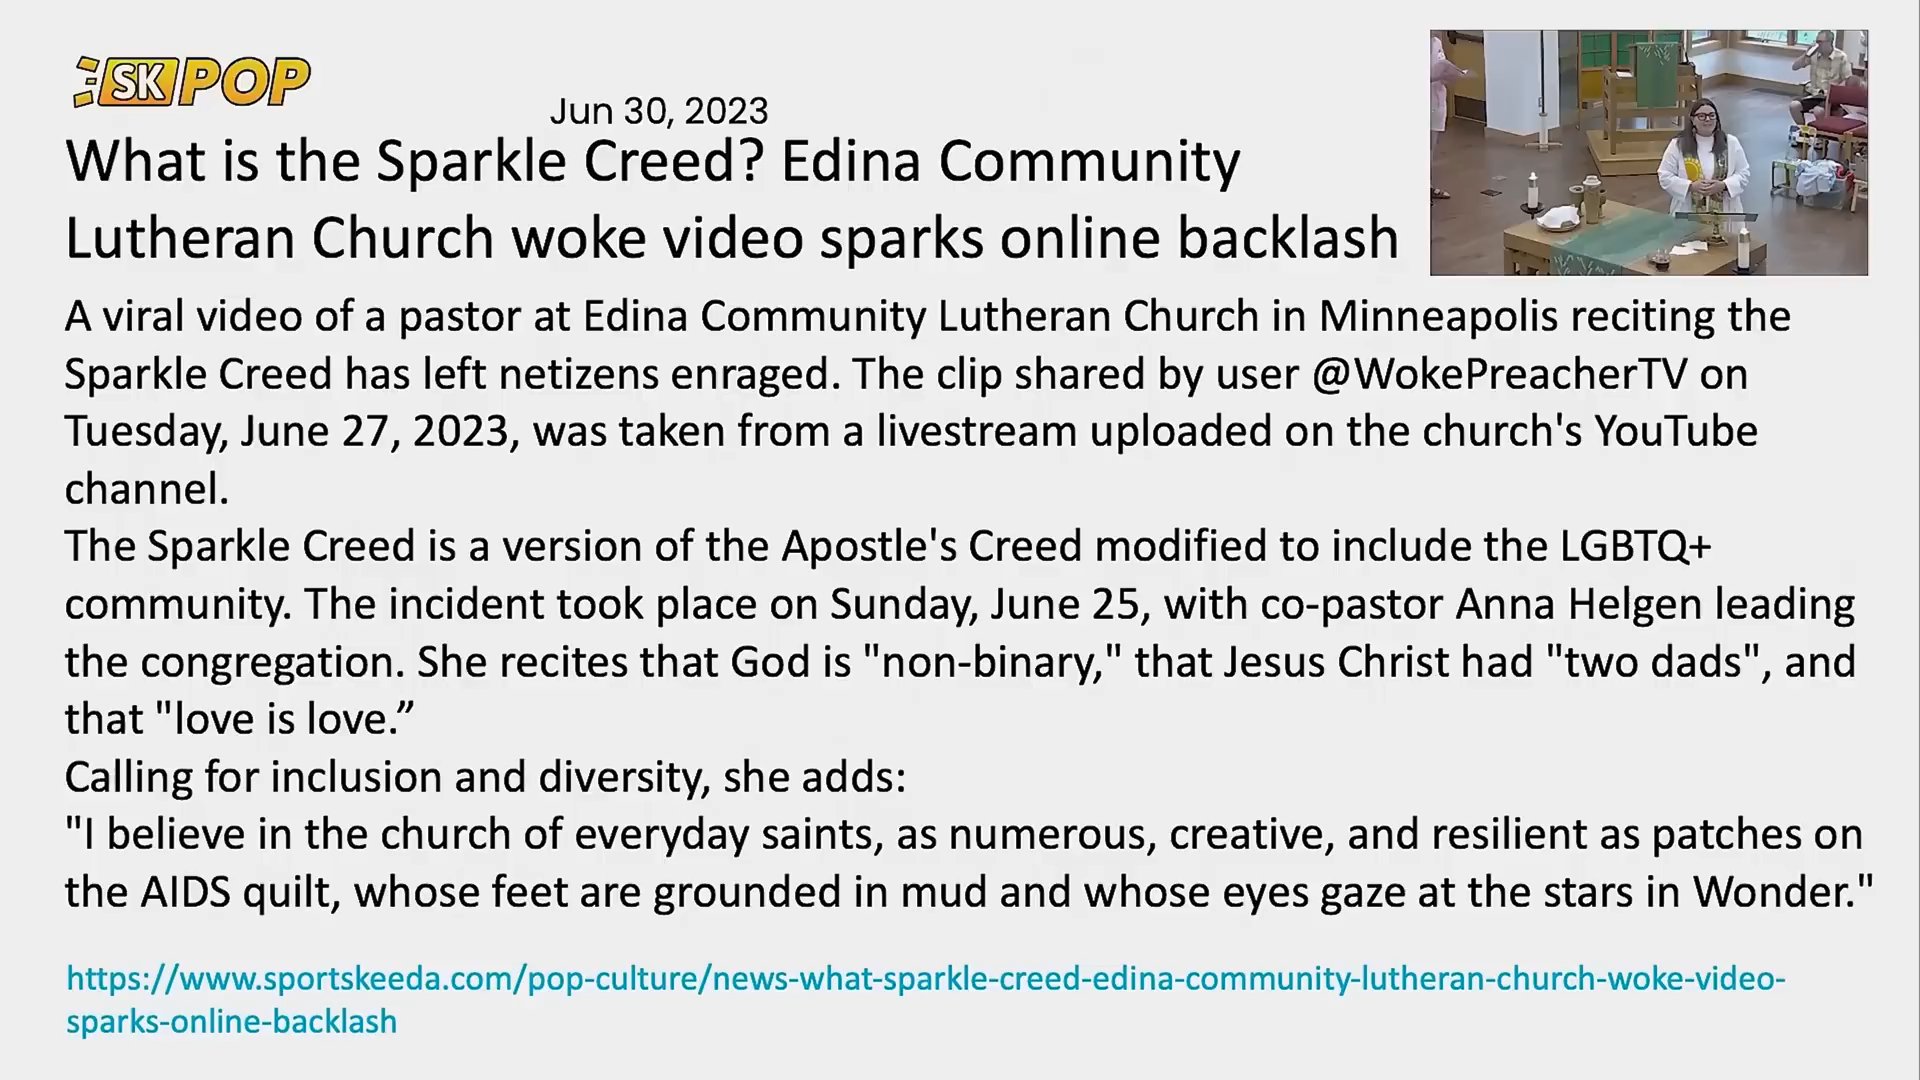 SK POP
Jun 30, 2023
What is the Sparkle Creed? Edina Community
Lutheran Church woke video sparks online backlash
A viral video of a pastor at Edina Community Lutheran Church in Minneapolis reciting the
Sparkle Creed has left netizens enraged. The clip shared by user @WokePreacherTV on
Tuesday, June 27, 2023, was taken from a livestream uploaded on the church's YouTube
channel.
The Sparkle Creed is a version of the Apostle's Creed modified to include the LGBTQ+
community. The incident took place on Sunday, June 25, with co-pastor Anna Helgen leading
the congregation. She recites that God is "non-binary," that Jesus Christ had "two dads", and
that "love is love.”
Calling for inclusion and diversity, she adds:
"I believe in the church of everyday saints, as numerous, creative, and resilient as patches on
the AIDS quilt, whose feet are grounded in mud and whose eyes gaze at the stars in Wonder."
https://www.sportskeeda.com/pop-culture/news-what-sparkle-creed-edina-community-lutheran-church-woke-video-
sparks-online-backlash